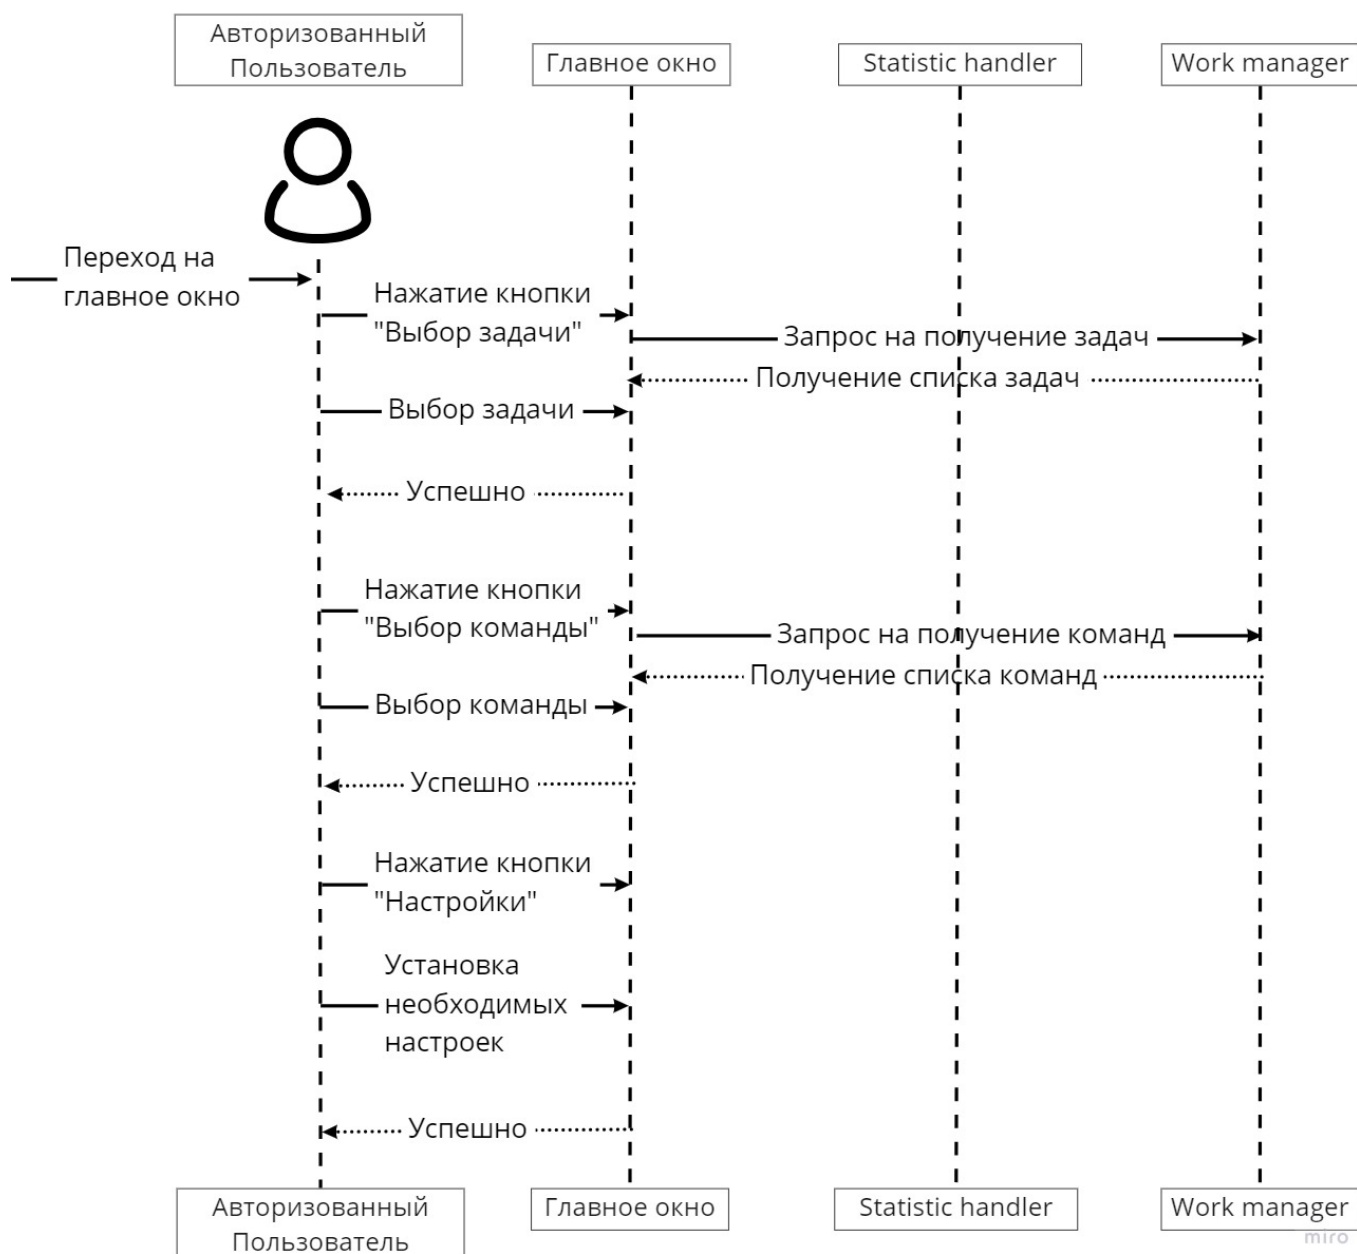 Авторизованный
Пользователь
Главное окно
Statistic handler
Work manager
Переход на
главное окно
Нажатие кнопки
"Выбор задачи"
Запрос на получение задач
Получение списка задач
Выбор задачи
Успешно
Нажатие кнопки
"Выбор команды"
Запрос на получение команд
Получение списка команд
Выбор команды
Успешно
Нажатие кнопки
"Настройки"
Установка
необходимых
настроек
Успешно
Авторизованный
Пользователь
Главное окно
Statistic handler
Work manager
miro